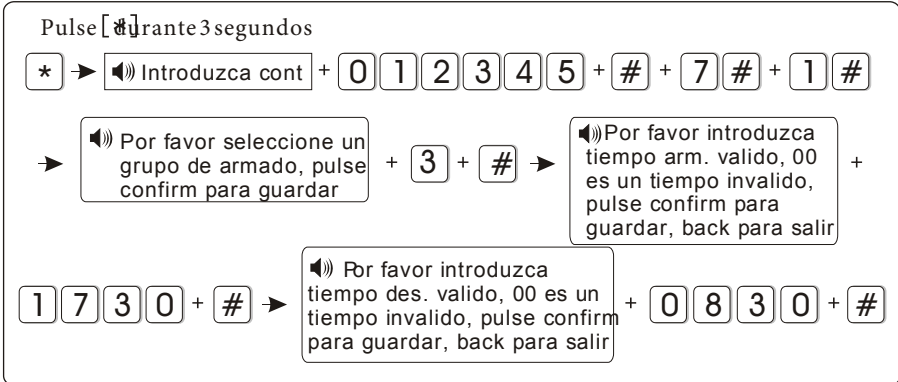 Pulse [*] durante 3 segundos
* → Introduzca cont + 0 1 2 3 4 5 + # + 7 # + 1 #
→ Por favor seleccione un
grupo de armado, pulse
confirm para guardar
+ 3 + # →
Por favor introduzca
tiempo arm. valido, 00
es un tiempo invalido,
pulse confirm para
guardar, back para salir
+
1 7 3 0 + # →
Por favor introduzca
tiempo des. valido, 00 es un
tiempo invalido, pulse confirm
para guardar, back para salir
+ 0 8 3 0 + #